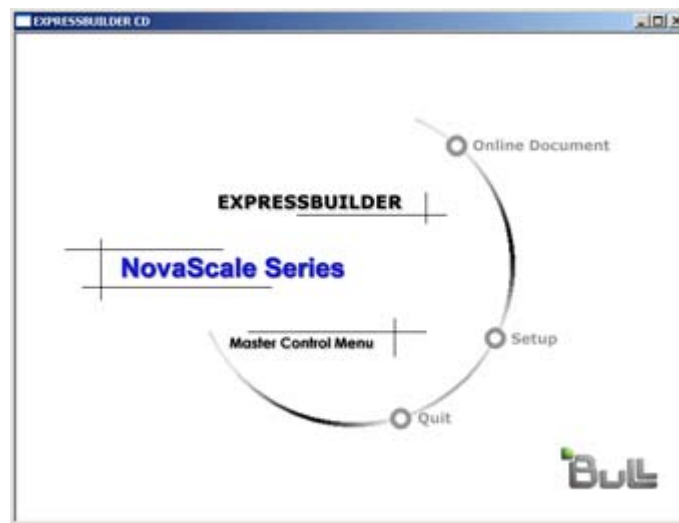 EXPRESSBUILDER CD
Online Document
EXPRESSBUILDER
NovaScale Series
Setup
Master Control Menu
Quit
Bull